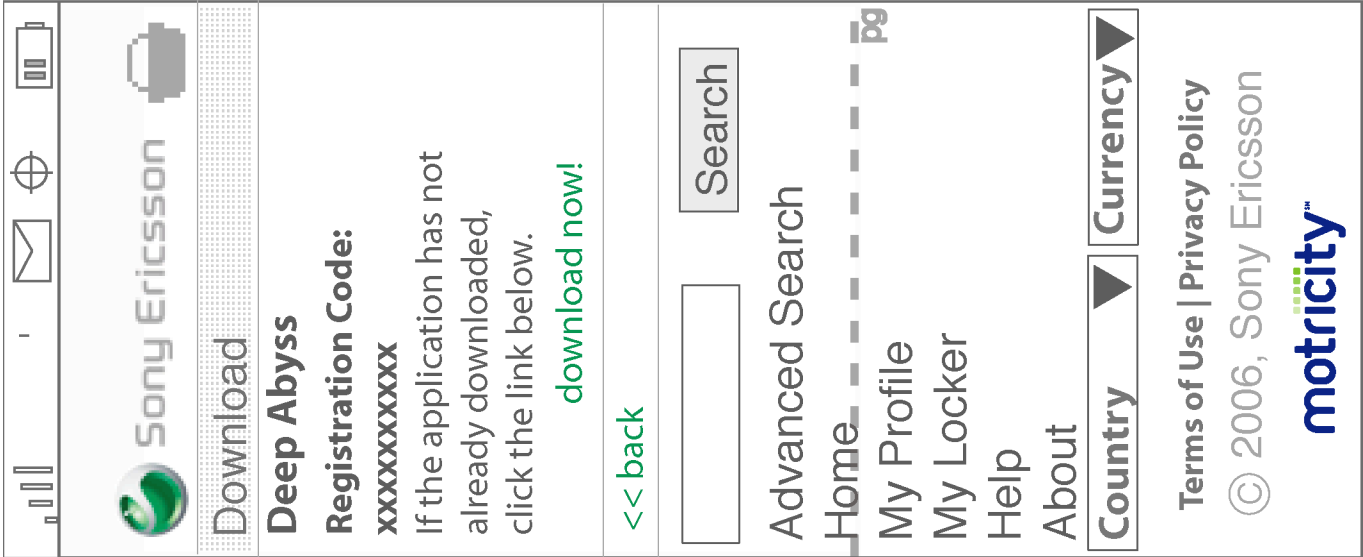 Sony Ericsson
Download
Deep Abyss
Registration Code:
xxxxxxxxxx
If the application has not
already downloaded,
click the link below.
download now!
<< back
Search
Advanced Search
Home
pg
My Profile
My Locker
Help
About
Country Currency
Terms of Use | Privacy Policy
© 2006, Sony Ericsson
motricity℠